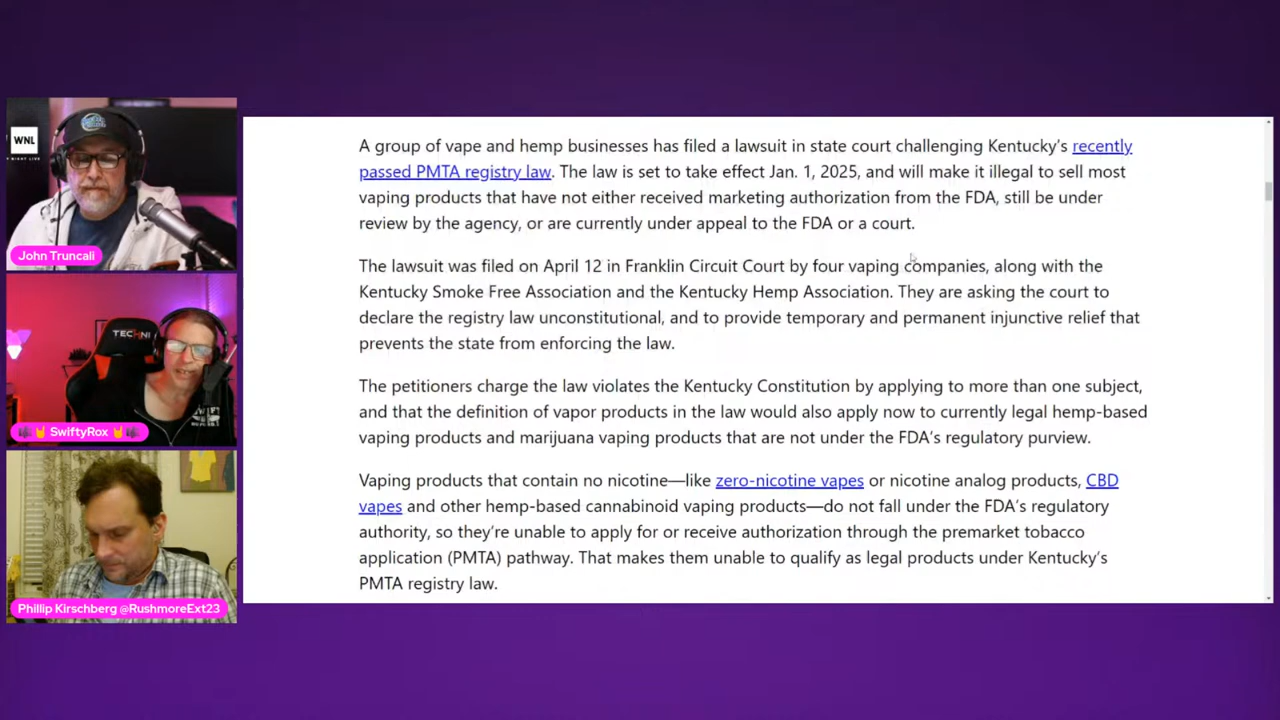 WNL
NIGHT LIVE
John Truncali
TECHNI
SWIFT
SwiftyRox
Phillip Kirschberg @RushmoreExt23
A group of vape and hemp businesses has filed a lawsuit in state court challenging Kentucky's recently
passed PMTA registry law. The law is set to take effect Jan. 1, 2025, and will make it illegal to sell most
vaping products that have not either received marketing authorization from the FDA, still be under
review by the agency, or are currently under appeal to the FDA or a court.
The lawsuit was filed on April 12 in Franklin Circuit Court by four vaping companies, along with the
Kentucky Smoke Free Association and the Kentucky Hemp Association. They are asking the court to
declare the registry law unconstitutional, and to provide temporary and permanent injunctive relief that
prevents the state from enforcing the law.
The petitioners charge the law violates the Kentucky Constitution by applying to more than one subject,
and that the definition of vapor products in the law would also apply now to currently legal hemp-based
vaping products and marijuana vaping products that are not under the FDA's regulatory purview.
Vaping products that contain no nicotine—like zero-nicotine vapes or nicotine analog products, CBD
vapes and other hemp-based cannabinoid vaping products—do not fall under the FDA's regulatory
authority, so they're unable to apply for or receive authorization through the premarket tobacco
application (PMTA) pathway. That makes them unable to qualify as legal products under Kentucky's
PMTA registry law.